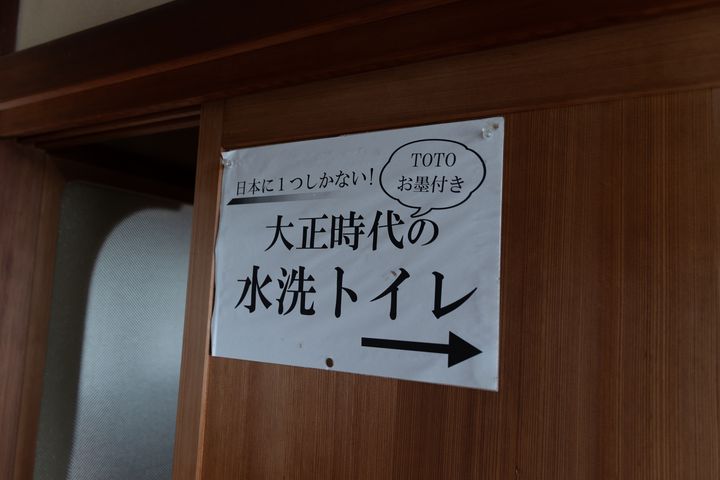 日本に1つしかない!
TOTO
お墨付き
大正時代の
水洗トイレ